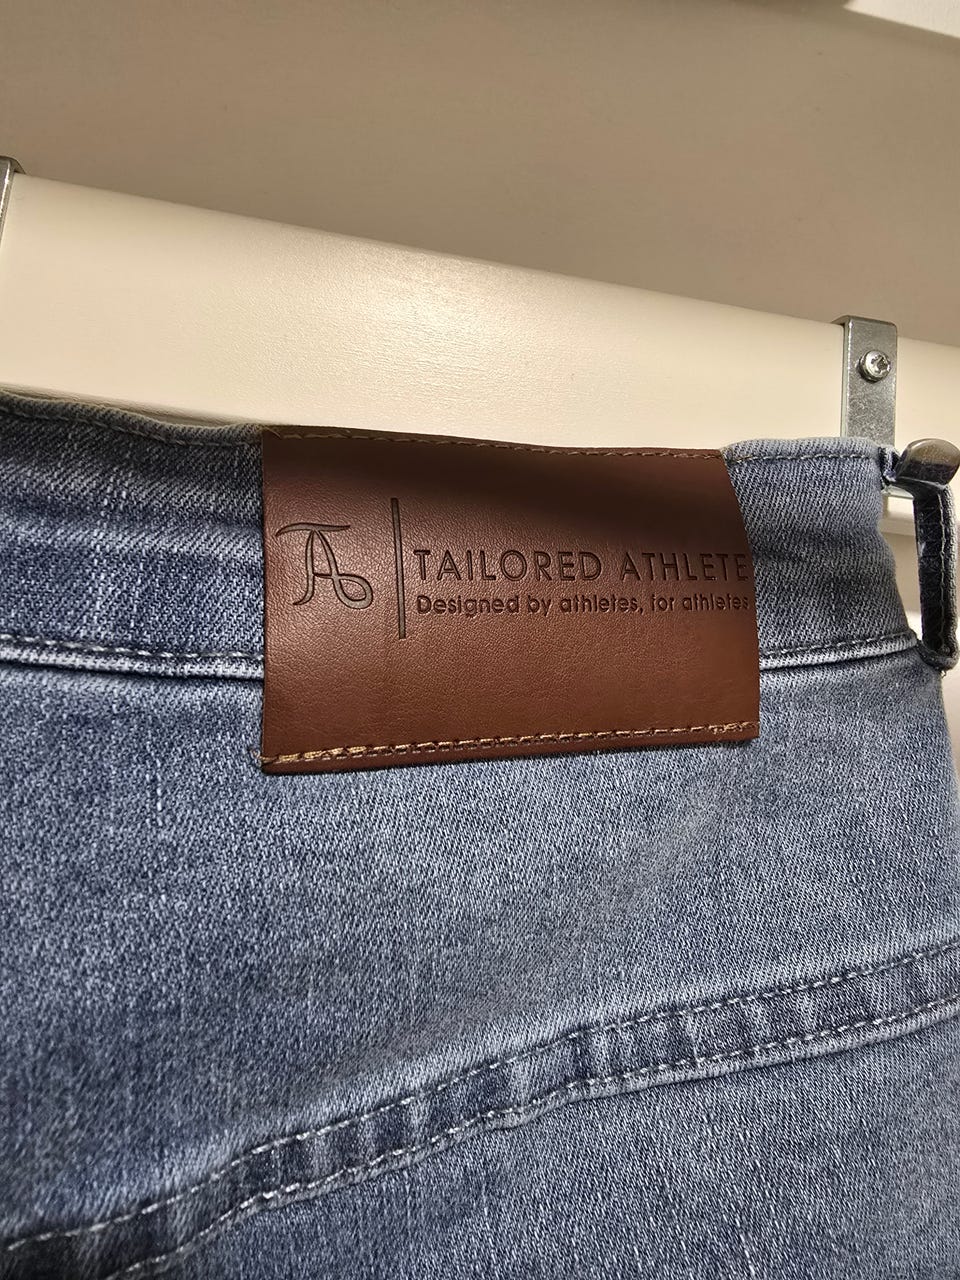 TA
TAILORED ATHLETE
Designed by athletes, for athletes